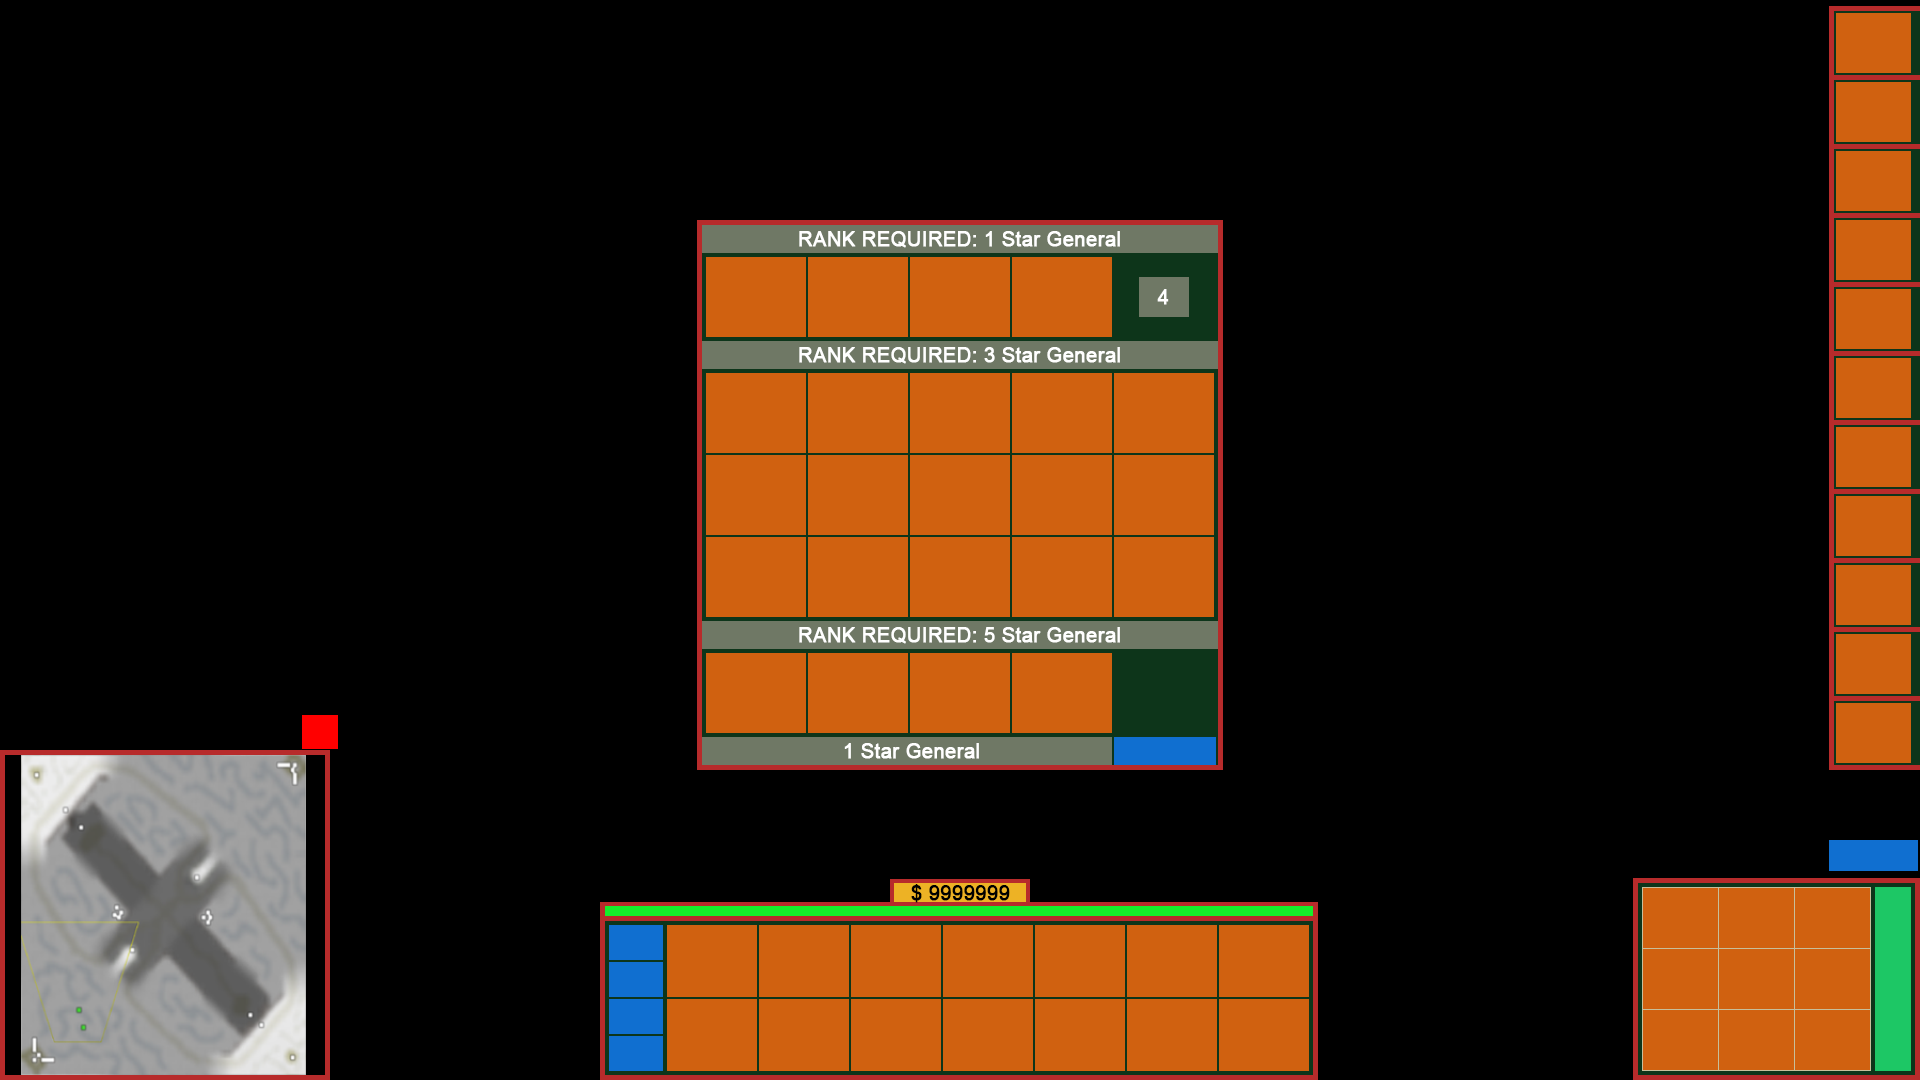 RANK REQUIRED: 1 Star General
4
RANK REQUIRED: 3 Star General
RANK REQUIRED: 5 Star General
1 Star General
$ 9999999